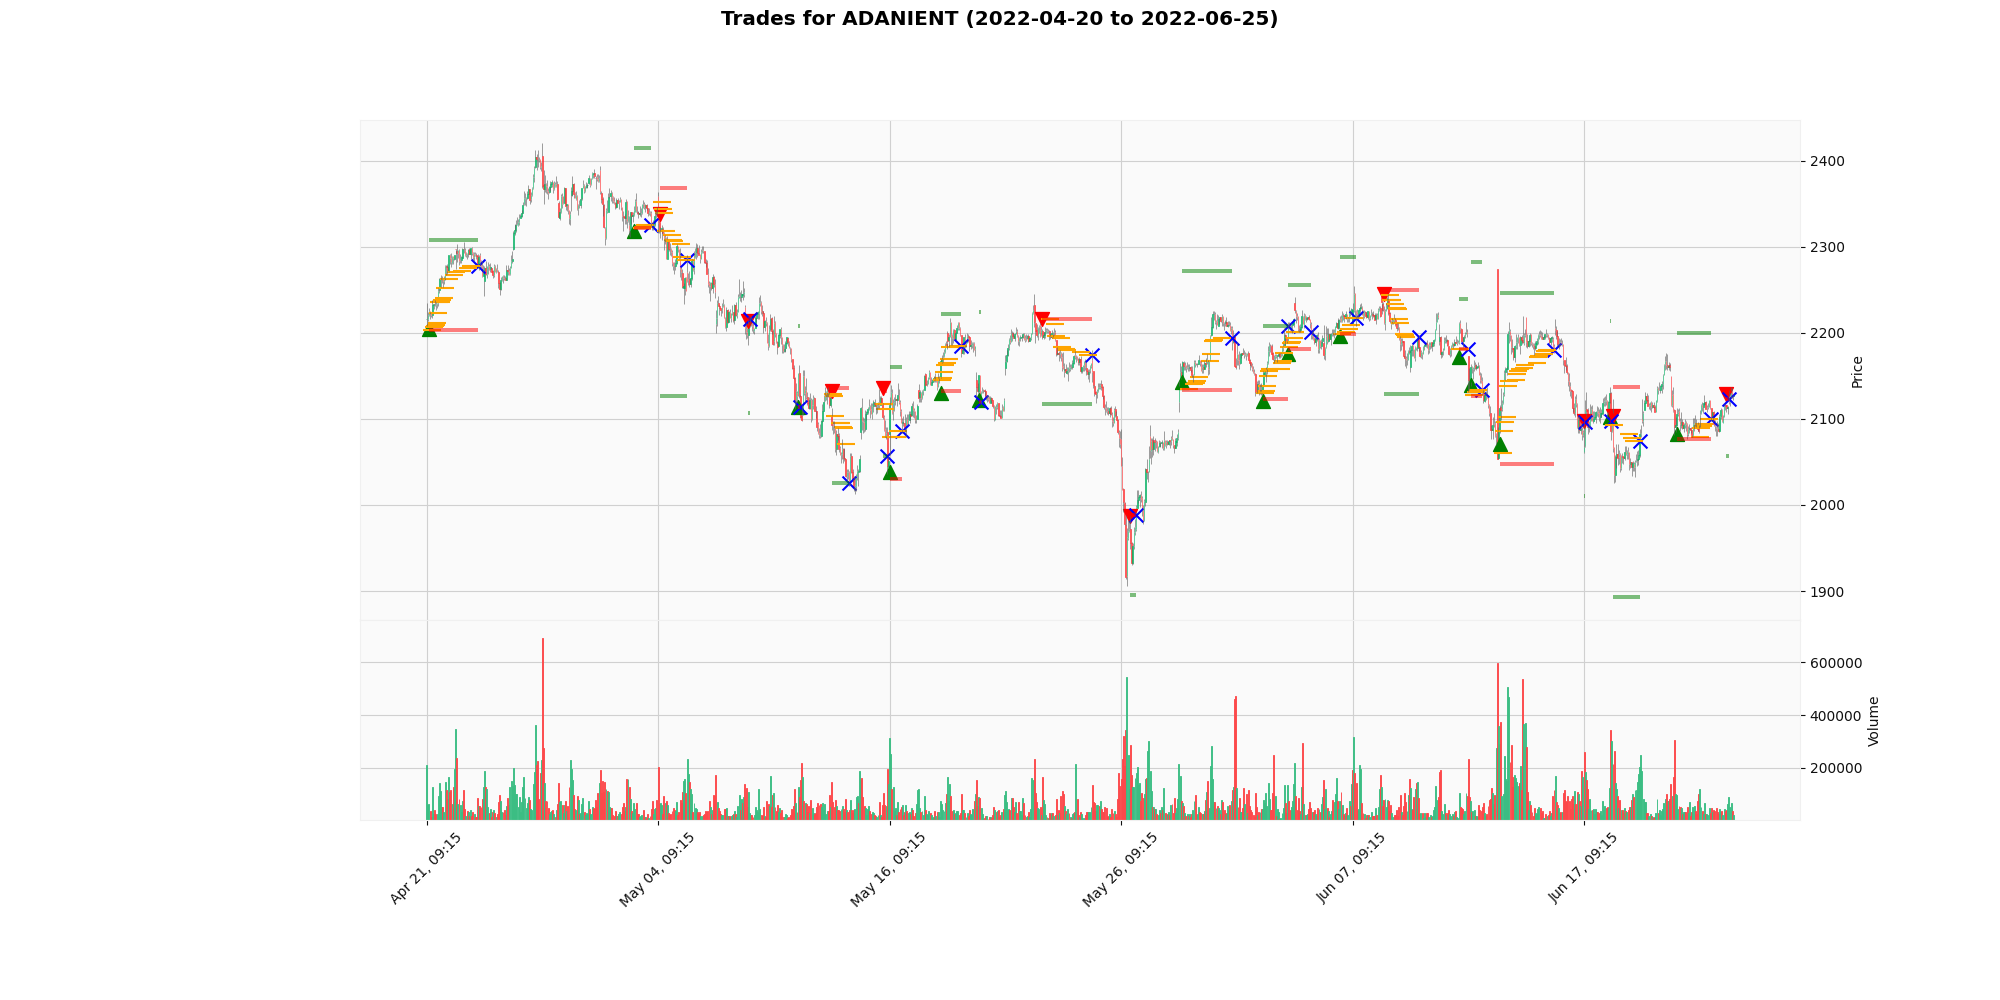 Trades for ADANIENT (2022-04-20 to 2022-06-25)
2400
2300
2200
2100
2000
1900
Price
600000
400000
200000
Volume
Apr 21, 09:15
May 04, 09:15
May 16, 09:15
May 26, 09:15
Jun 07, 09:15
Jun 17, 09:15